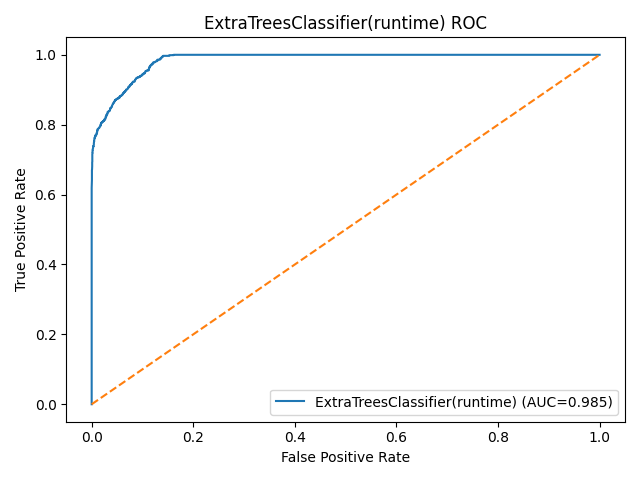 ExtraTreesClassifier(runtime) ROC
1.0
0.8
0.6
0.4
0.2
0.0
True Positive Rate
ExtraTreesClassifier(runtime) (AUC=0.985)
0.0 0.2 0.4 0.6 0.8 1.0
False Positive Rate